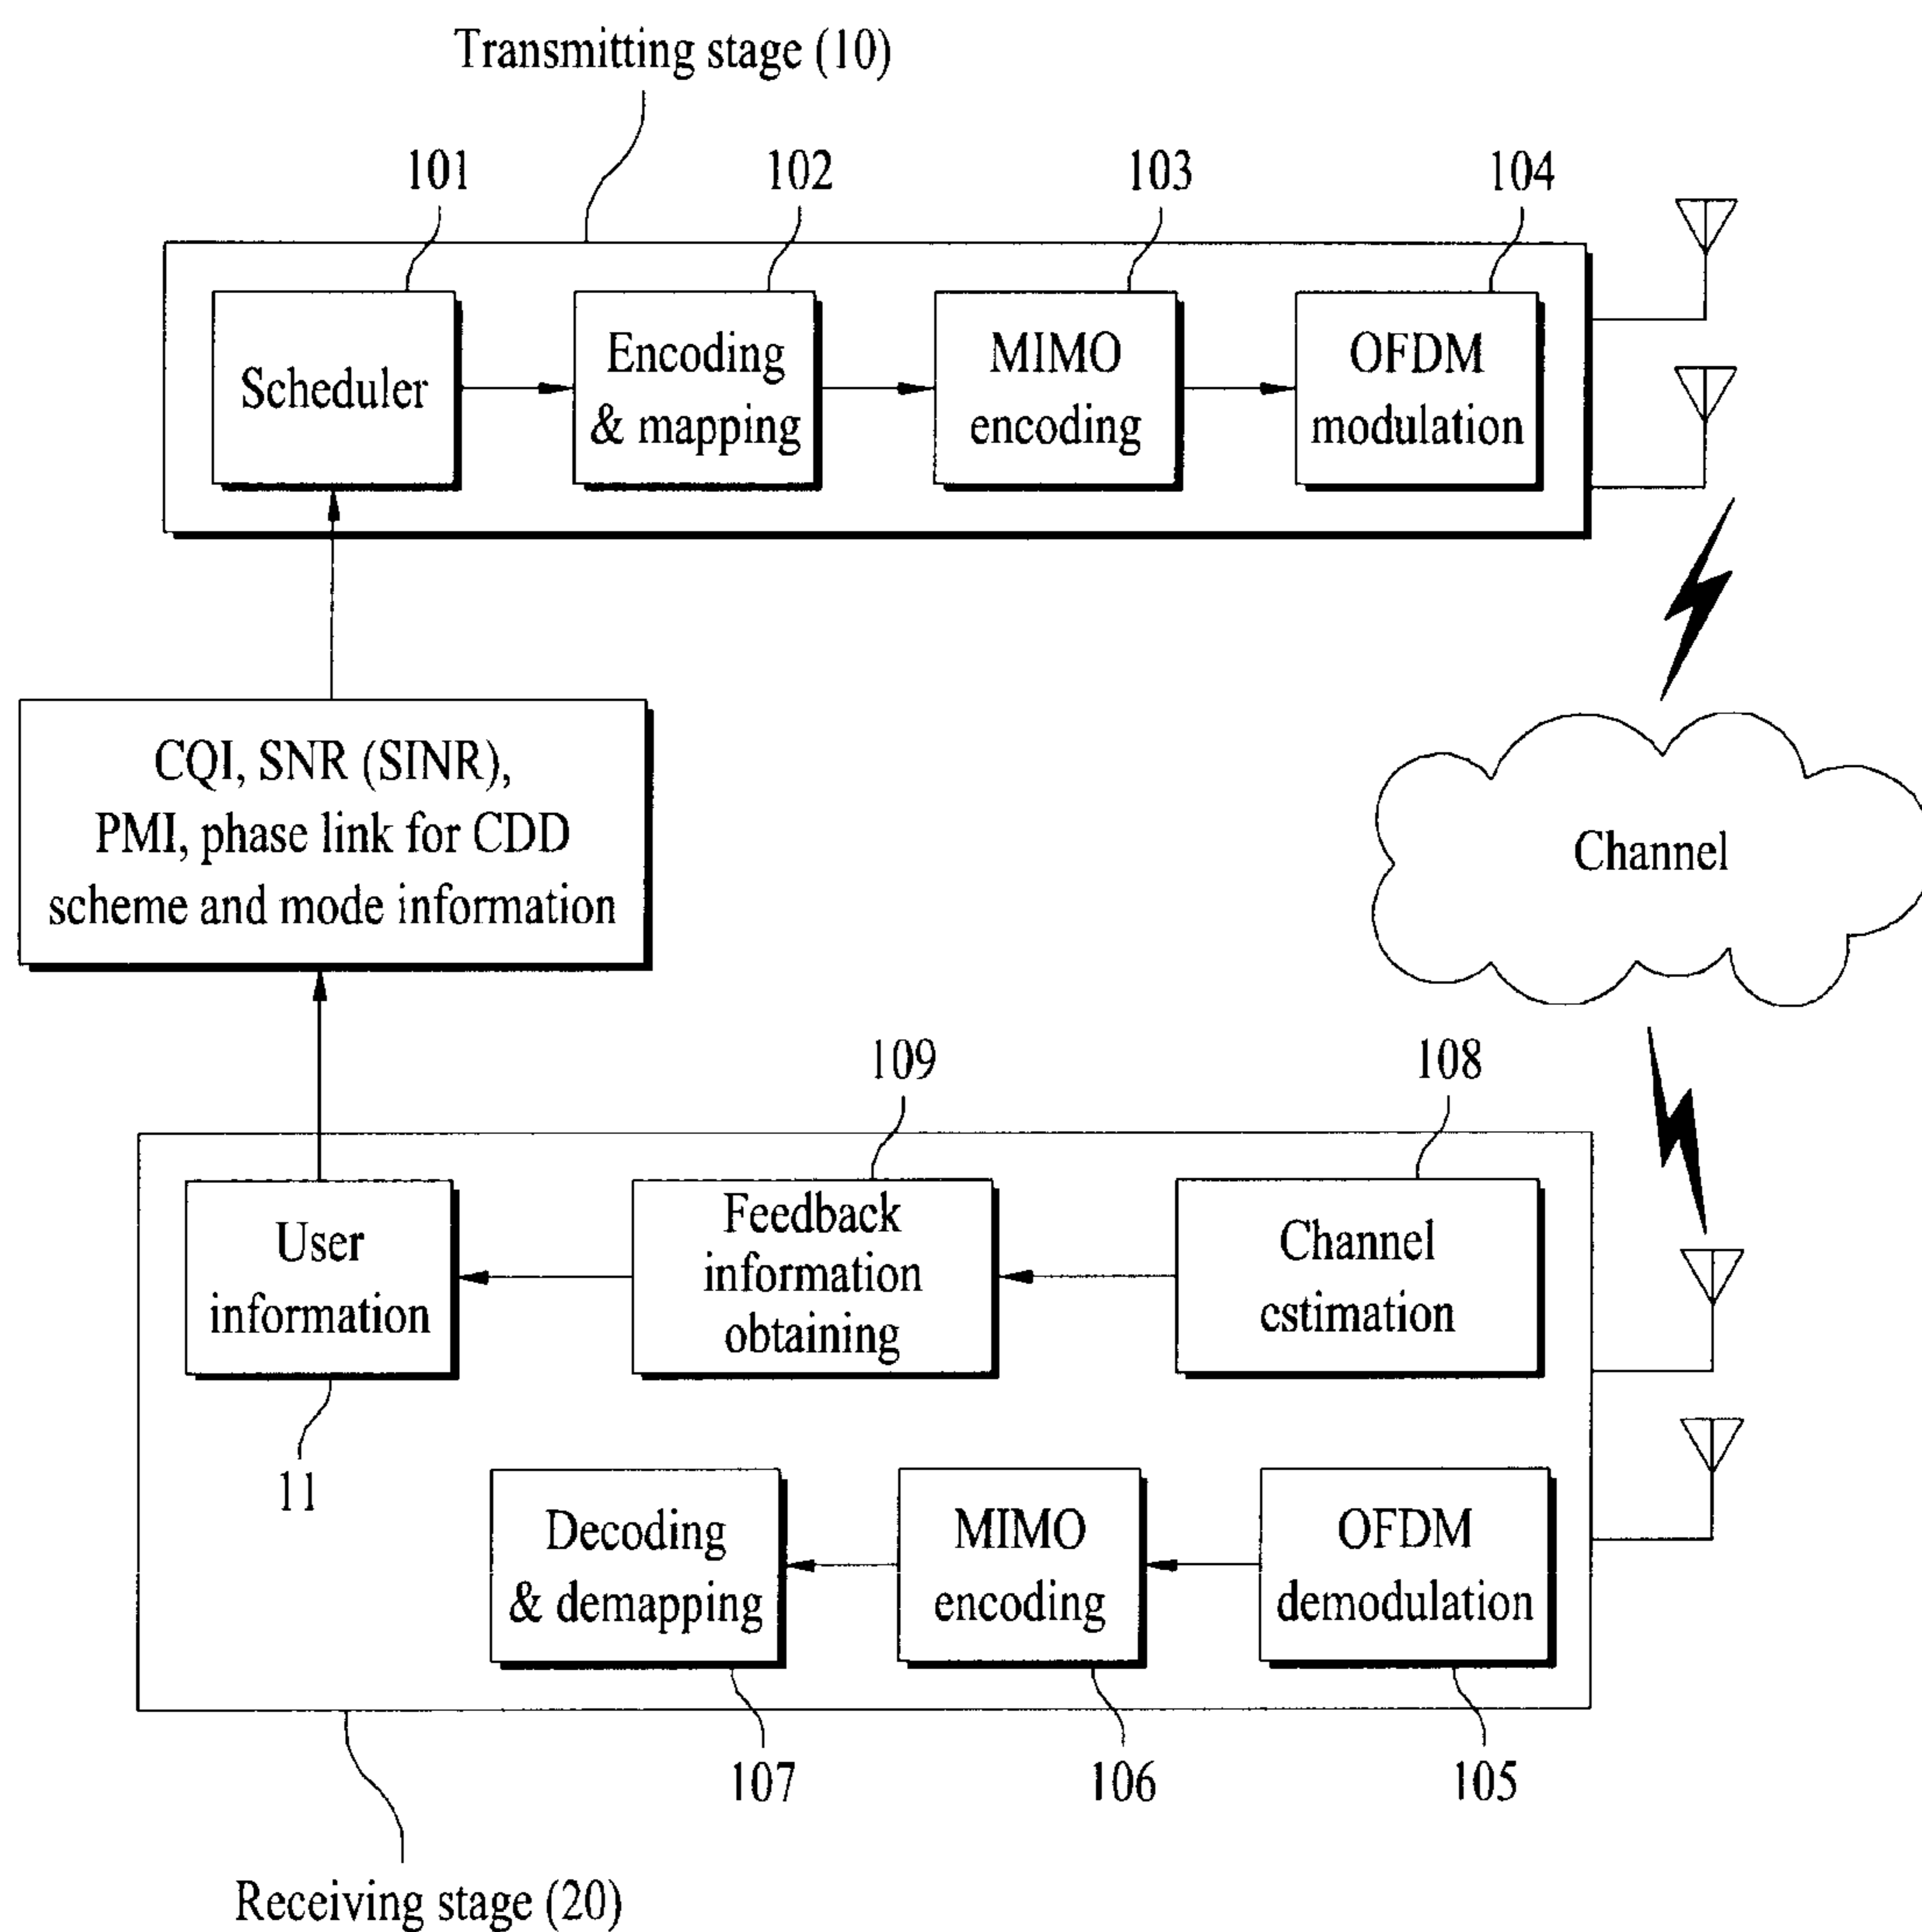 Transmitting stage (10)
101
102
103
104
Scheduler
Encoding
& mapping
MIMO
encoding
OFDM
modulation
CQI, SNR (SINR),
PMI, phase link for CDD
scheme and mode information
Channel
109
108
User
information
Feedback
information
obtaining
Channel
cstimation
11
Decoding
& demapping
MIMO
encoding
OFDM
demodulation
107
106
105
Receiving stage (20)